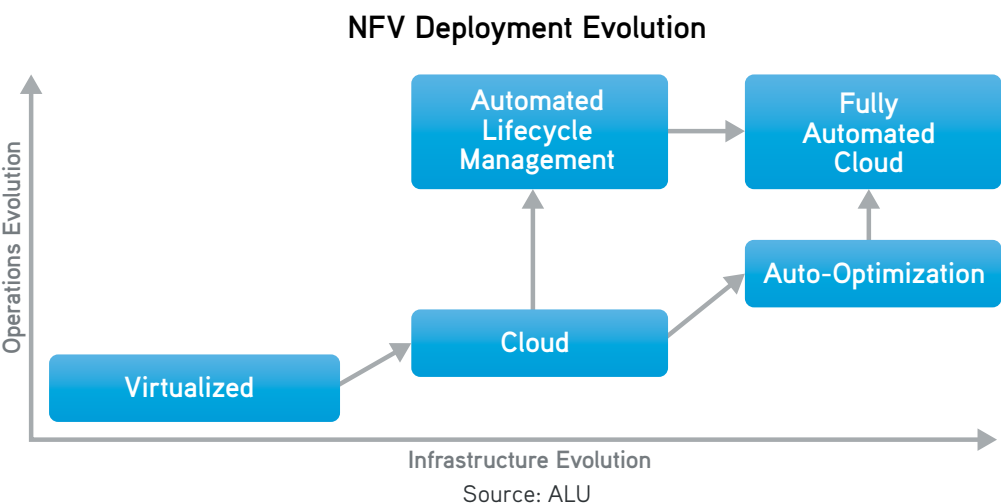 NFV Deployment Evolution
Operations Evolution
Automated
Lifecycle
Management
Fully
Automated
Cloud
Auto-Optimization
Cloud
Virtualized
Infrastructure Evolution
Source: ALU